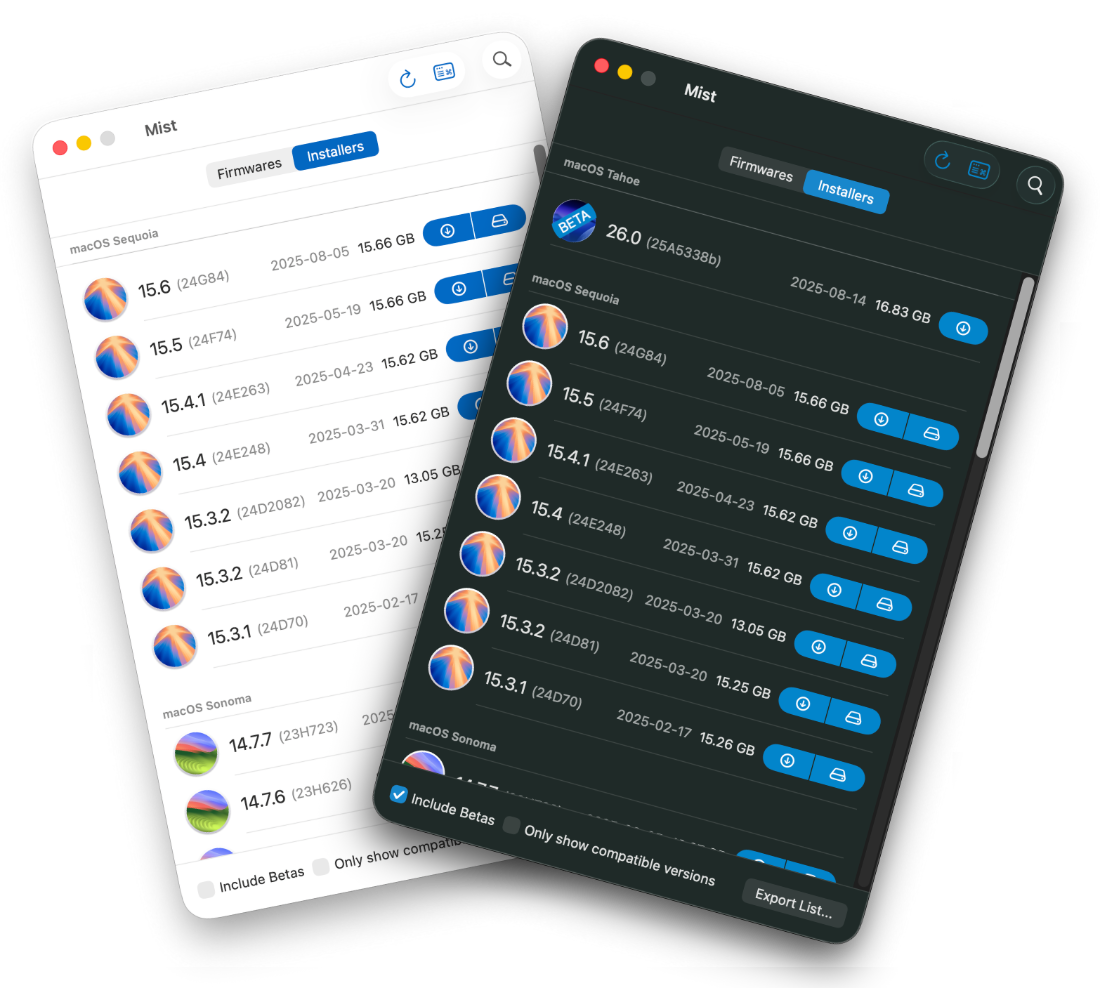 Mist
Firmwares Installers
macOS Sequoia
15.6 (24G84) 2025-08-05 15.66 GB
15.5 (24F74) 2025-05-19 15.66 GB
15.4.1 (24E263) 2025-04-23 15.62 GB
15.4 (24E248) 2025-03-31 15.62 GB
15.3.2 (24D2082) 2025-03-20 13.05 GB
15.3.2 (24D81) 2025-03-20
15.3.1 (24D70) 2025-02-17
macOS Sonoma
14.7.7 (23H723)
14.7.6 (23H626)
Include Betas Only show
Mist
Firmwares Installers
macOS Tahoe
BETA 26.0 (25A5338b) 2025-08-14 16.83 GB
macOS Sequoia
15.6 (24G84) 2025-08-05 15.66 GB
15.5 (24F74) 2025-05-19 15.66 GB
15.4.1 (24E263) 2025-04-23 15.62 GB
15.4 (24E248) 2025-03-31 15.62 GB
15.3.2 (24D2082) 2025-03-20 13.05 GB
15.3.2 (24D81) 2025-03-20 15.25 GB
15.3.1 (24D70) 2025-02-17 15.26 GB
macOS Sonoma
Include Betas Only show compatible versions Export List...